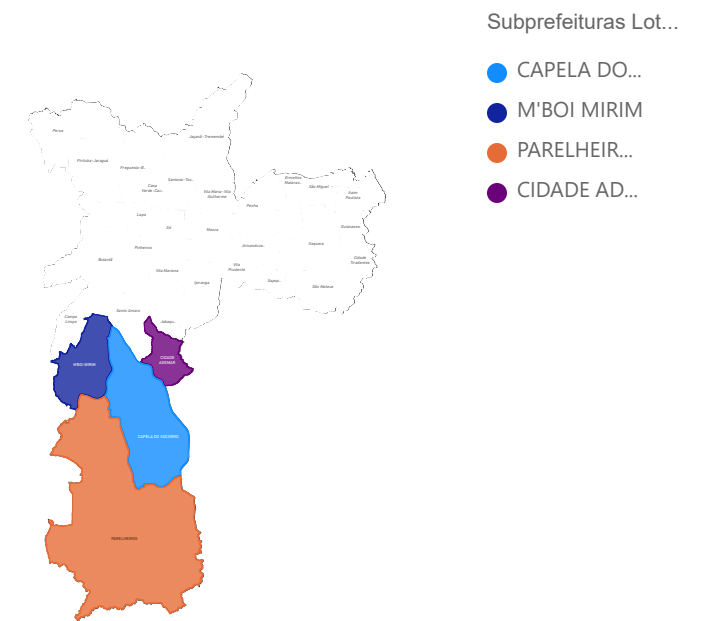 Subprefeituras Lot...
CAPELA DO...
M'BOI MIRIM
PARELHEIR...
CIDADE AD...
Perus
Jaçanã-Tremembé
Pirituba-Jaraguá
Freguesia-B..
Santana-Tuc..
Casa
Verde-Cac..
Vila Maria-Vila
Guilherme
Ermelino
Matarazz..
São Miguel
Itaim
Paulista
Penha
Lapa
Sé
Mooca
Guaianases
Pinheiros
Aricanduva..
Itaquera
Butantã
Vila Mariana
Vila
Prudente
Cidade
Tiradentes
Ipiranga
Sapop..
São Mateus
Santo Amaro
Campo
Limpo
Jabaqu..
M'BOI MIRIM
CIDADE
ADEMAR
CAPELA DO SOCORRO
PARELHEIROS